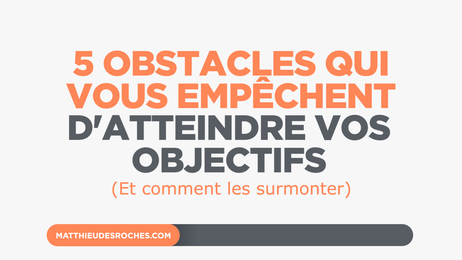 5 OBSTACLES QUI
VOUS EMPÊCHENT
D'ATTEINDRE VOS
OBJECTIFS
(Et comment les surmonter)
MATTHIEUDESROCHES.COM